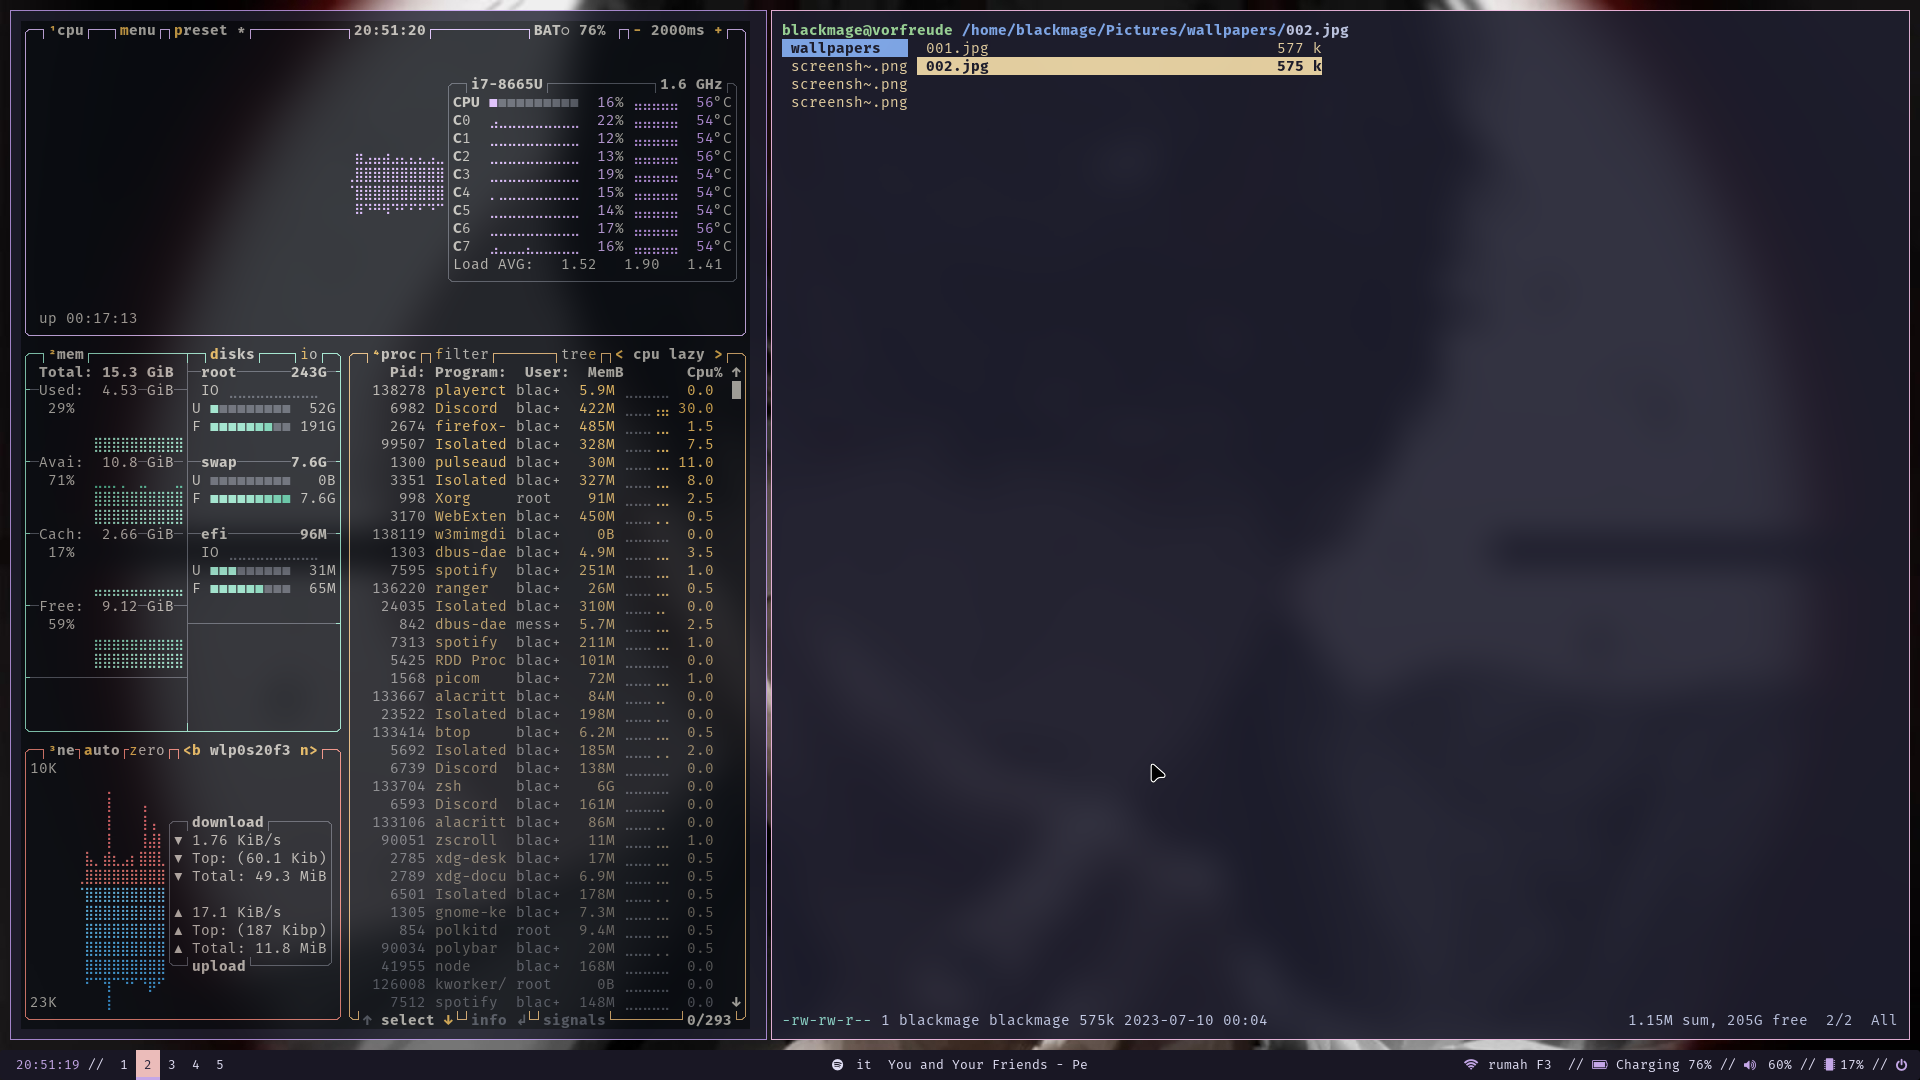 ¹cpu menu preset * 20:51:20 BAT○ 76% - 2000ms +
i7-8665U 1.6 GHz
CPU 16% 56°C
C0 22% 54°C
C1 12% 54°C
C2 13% 56°C
C3 19% 54°C
C4 15% 54°C
C5 14% 54°C
C6 17% 56°C
C7 16% 54°C
Load AVG: 1.52 1.90 1.41
up 00:17:13
²mem disks io
Total: 15.3 GiB root 243G
Used: 4.53 GiB IO
29% U 52G
F 191G
Avai: 10.8 GiB swap 7.6G
71% U 0B
F 7.6G
Cach: 2.66 GiB efi 96M
17% IO
U 31M
F 65M
Free: 9.12 GiB
59%
³ne auto zero <b wlp0s20f3 n>
10K
download
▼ 1.76 KiB/s
▼ Top: (60.1 Kib)
▼ Total: 49.3 MiB
▲ 17.1 KiB/s
▲ Top: (187 Kibp)
▲ Total: 11.8 MiB
upload
23K
⁴proc filter tree < cpu lazy >
Pid: Program: User: MemB Cpu% ↑
138278 playerct blac+ 5.9M 0.0
6982 Discord blac+ 422M 30.0
2674 firefox- blac+ 485M 1.5
99507 Isolated blac+ 328M 7.5
1300 pulseaud blac+ 30M 11.0
3351 Isolated blac+ 327M 8.0
998 Xorg root 91M 2.5
3170 WebExten blac+ 450M 0.5
138119 w3mimgdi blac+ 0B 0.0
1303 dbus-dae blac+ 4.9M 3.5
7595 spotify blac+ 251M 1.0
136220 ranger blac+ 26M 0.5
24035 Isolated blac+ 310M 0.0
842 dbus-dae mess+ 5.7M 2.5
7313 spotify blac+ 211M 1.0
5425 RDD Proc blac+ 101M 0.0
1568 picom blac+ 72M 1.0
133667 alacritt blac+ 84M 0.0
23522 Isolated blac+ 198M 0.0
133414 btop blac+ 6.2M 0.5
5692 Isolated blac+ 185M 2.0
6739 Discord blac+ 138M 0.0
133704 zsh blac+ 6G 0.0
6593 Discord blac+ 161M 0.0
133106 alacritt blac+ 86M 0.0
90051 zscroll blac+ 11M 1.0
2785 xdg-desk blac+ 17M 0.5
2789 xdg-docu blac+ 6.9M 0.5
6501 Isolated blac+ 178M 0.5
1305 gnome-ke blac+ 7.3M 0.5
854 polkitd root 9.4M 0.5
90034 polybar blac+ 20M 0.5
41955 node blac+ 168M 0.0
126008 kworker/ root 0B 0.0
7512 spotify blac+ 148M 0.0 ↓
↑ select ↓ info ↲ signals 0/293
blackmage@vorfreude /home/blackmage/Pictures/wallpapers/002.jpg
wallpapers 001.jpg 577 k
screensh~.png 002.jpg 575 k
screensh~.png
screensh~.png
-rw-rw-r-- 1 blackmage blackmage 575k 2023-07-10 00:04 1.15M sum, 205G free 2/2 All
20:51:19 // 1 2 3 4 5 it You and Your Friends - Pe rumah F3 // Charging 76% // 60% // 17% //